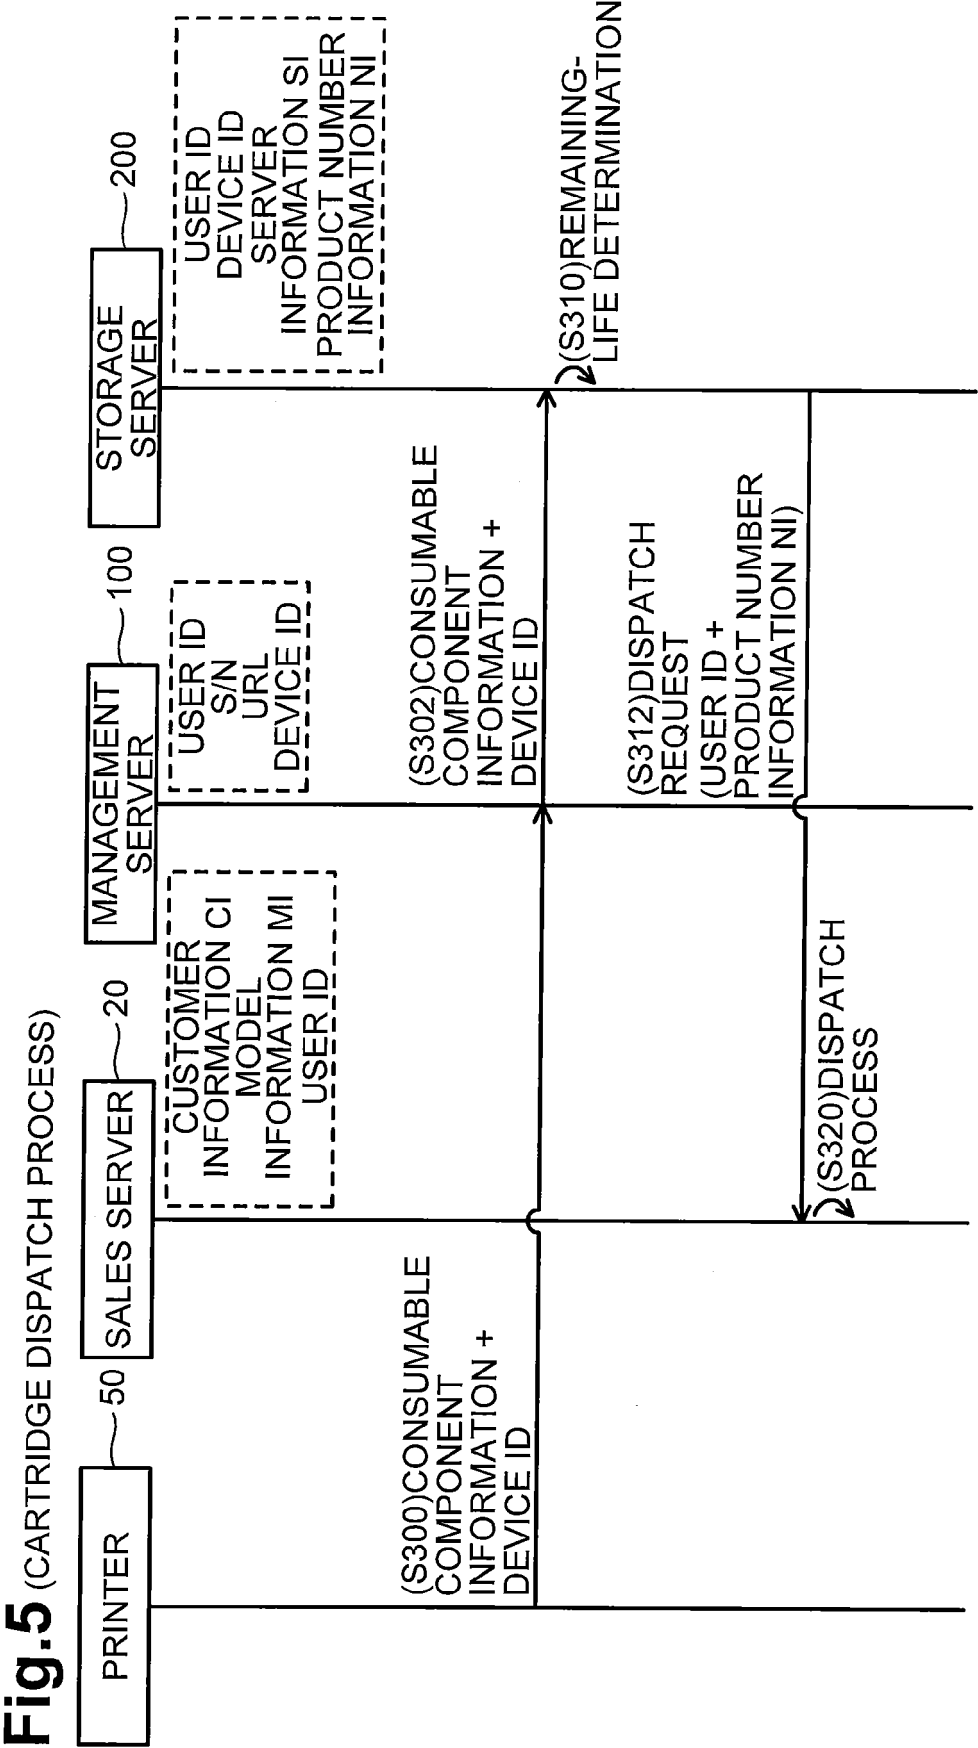 Fig.5 (CARTRIDGE DISPATCH PROCESS)
50
20
100
200
PRINTER
SALES SERVER
MANAGEMENT
SERVER
STORAGE
SERVER
CUSTOMER
INFORMATION CI
MODEL
INFORMATION MI
USER ID
USER ID
S/N
URL
DEVICE ID
USER ID
DEVICE ID
SERVER
INFORMATION SI
PRODUCT NUMBER
INFORMATION NI
(S300)CONSUMABLE
COMPONENT
INFORMATION +
DEVICE ID
(S302)CONSUMABLE
COMPONENT
INFORMATION +
DEVICE ID
(S310)REMAINING-
LIFE DETERMINATION
(S312)DISPATCH
REQUEST
(USER ID +
PRODUCT NUMBER
INFORMATION NI)
(S320)DISPATCH
PROCESS